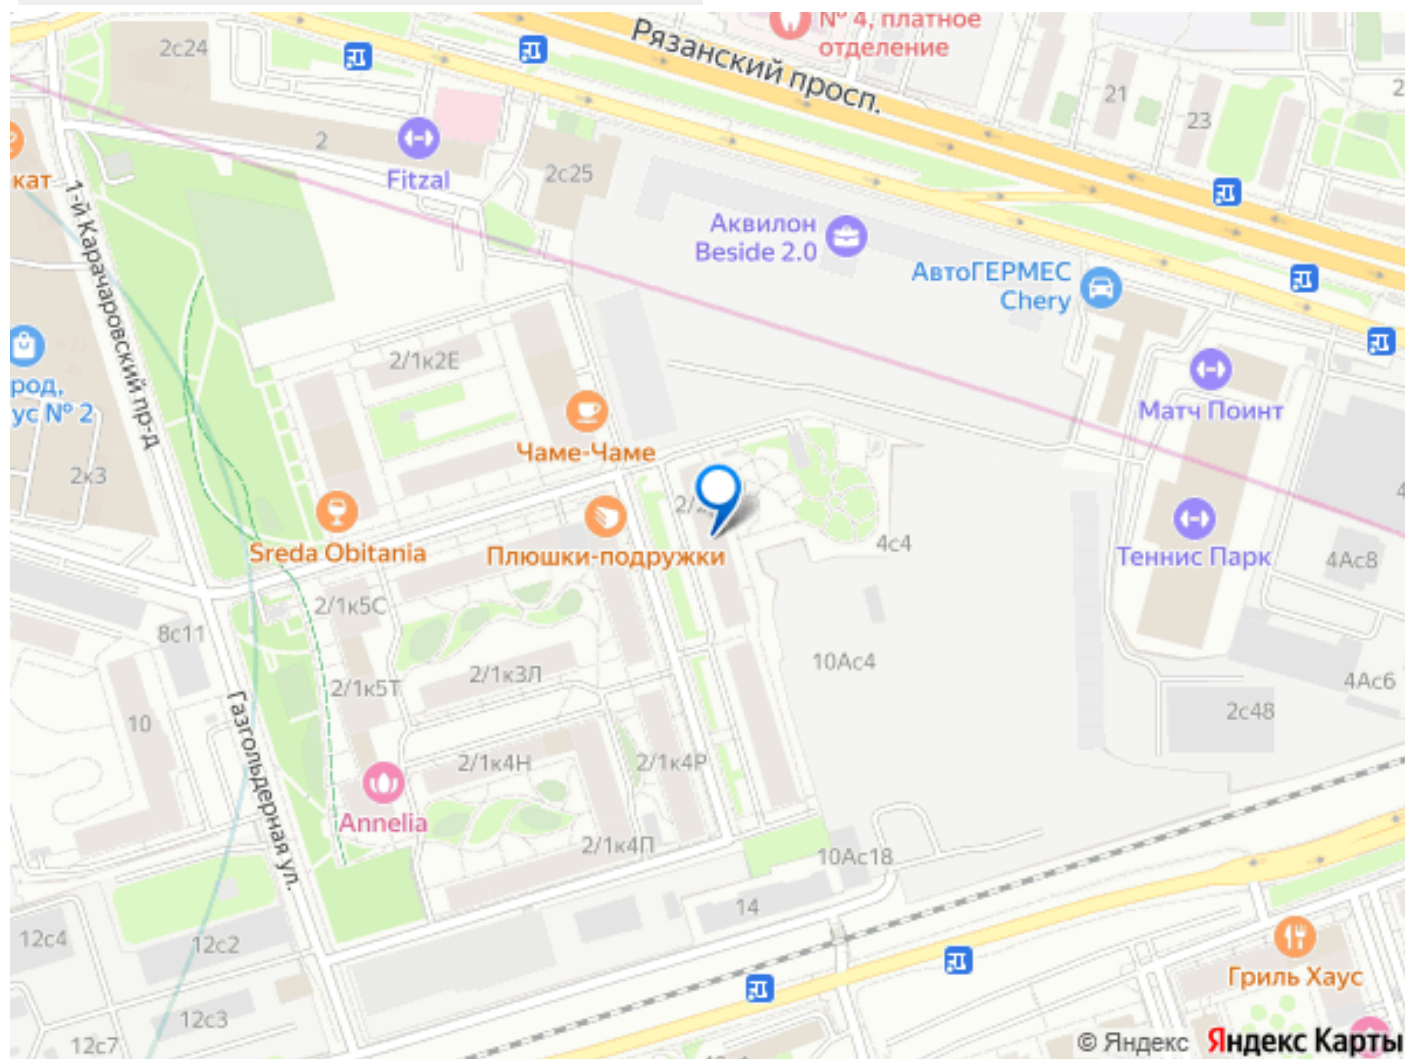 № 4, платное
отделение
Рязанский просп.
2с24
21
23
2
Fitzal
2с25
кат
1-й Карачаровский пр-д
Аквилон
Beside 2.0
АвтоГЕРМЕС
Chery
2/1к2Е
род,
ус № 2
Матч Поинт
Чаме-Чаме
2к3
Sreda Obitania
Плюшки-подружки
4с4
Теннис Парк
4Ас8
2/1к5С
8с11
10Ас4
2/1к3Л
2/1к5Т
4Ас6
2с48
10
Газгольдерная ул.
2/1к4Н
2/1к4Р
Annelia
2/1к4П
10Ас18
14
12с4
12с2
Гриль Хаус
12с3
12с7
© Яндекс Яндекс Карты